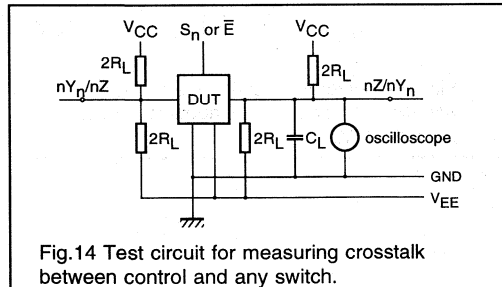 VCC Sn or E̅ VCC
2RL 2RL
nYn/nZ nZ/nYn
DUT
2RL 2RL CL oscilloscope
GND
VEE
Fig.14 Test circuit for measuring crosstalk
between control and any switch.